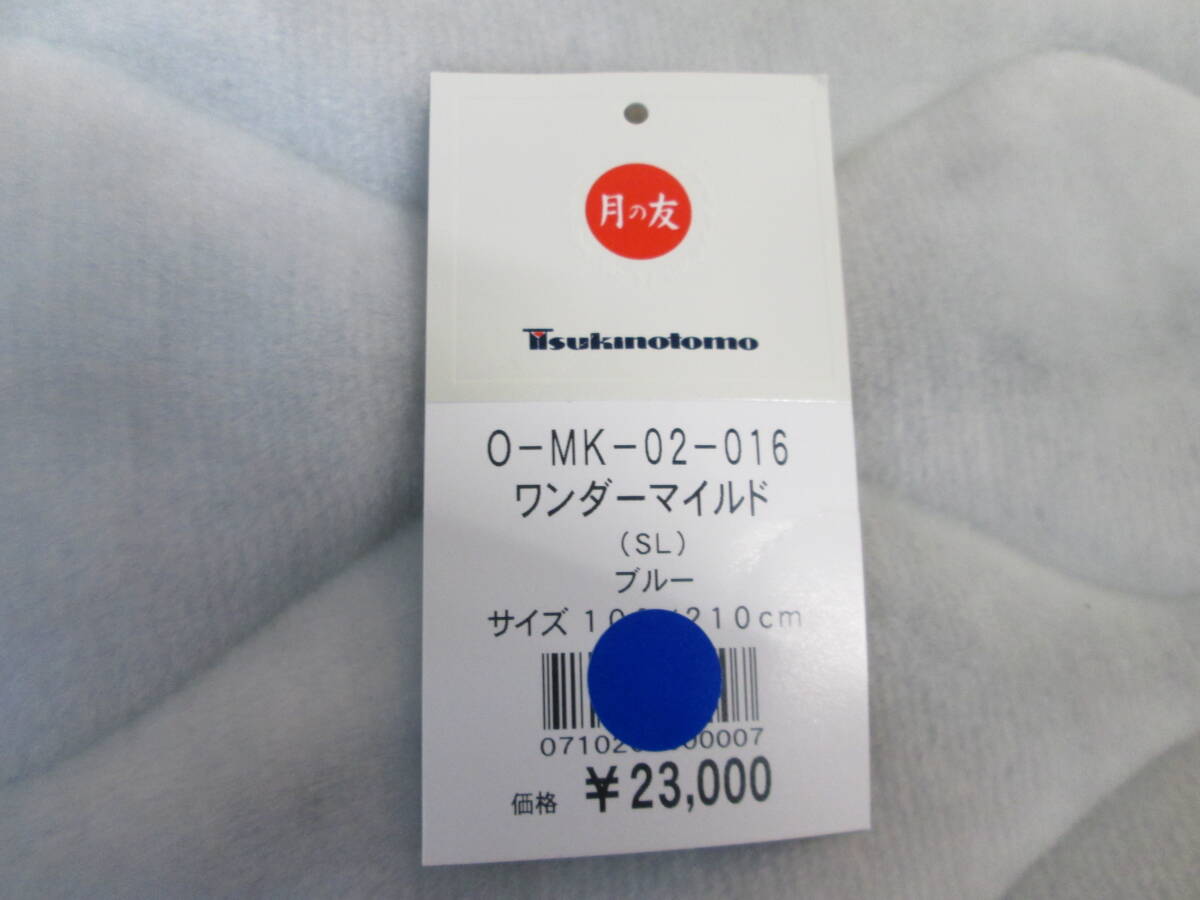 月の友
Tsukinotomo
O-MK-02-016
ワンダーマイルド
(SL)
ブルー
サイズ 210cm
価格 ¥23,000